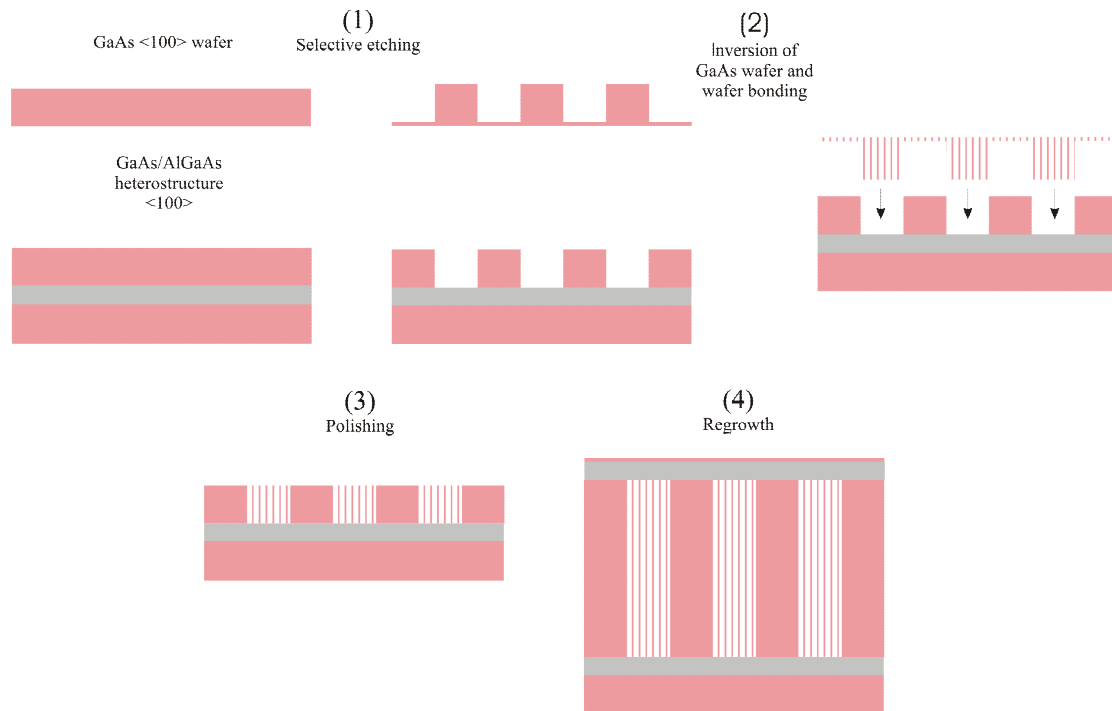 (1)
GaAs <100> wafer
Selective etching
(2)
Inversion of
GaAs wafer and
wafer bonding
GaAs/AlGaAs
heterostructure
<100>
(3)
Polishing
(4)
Regrowth